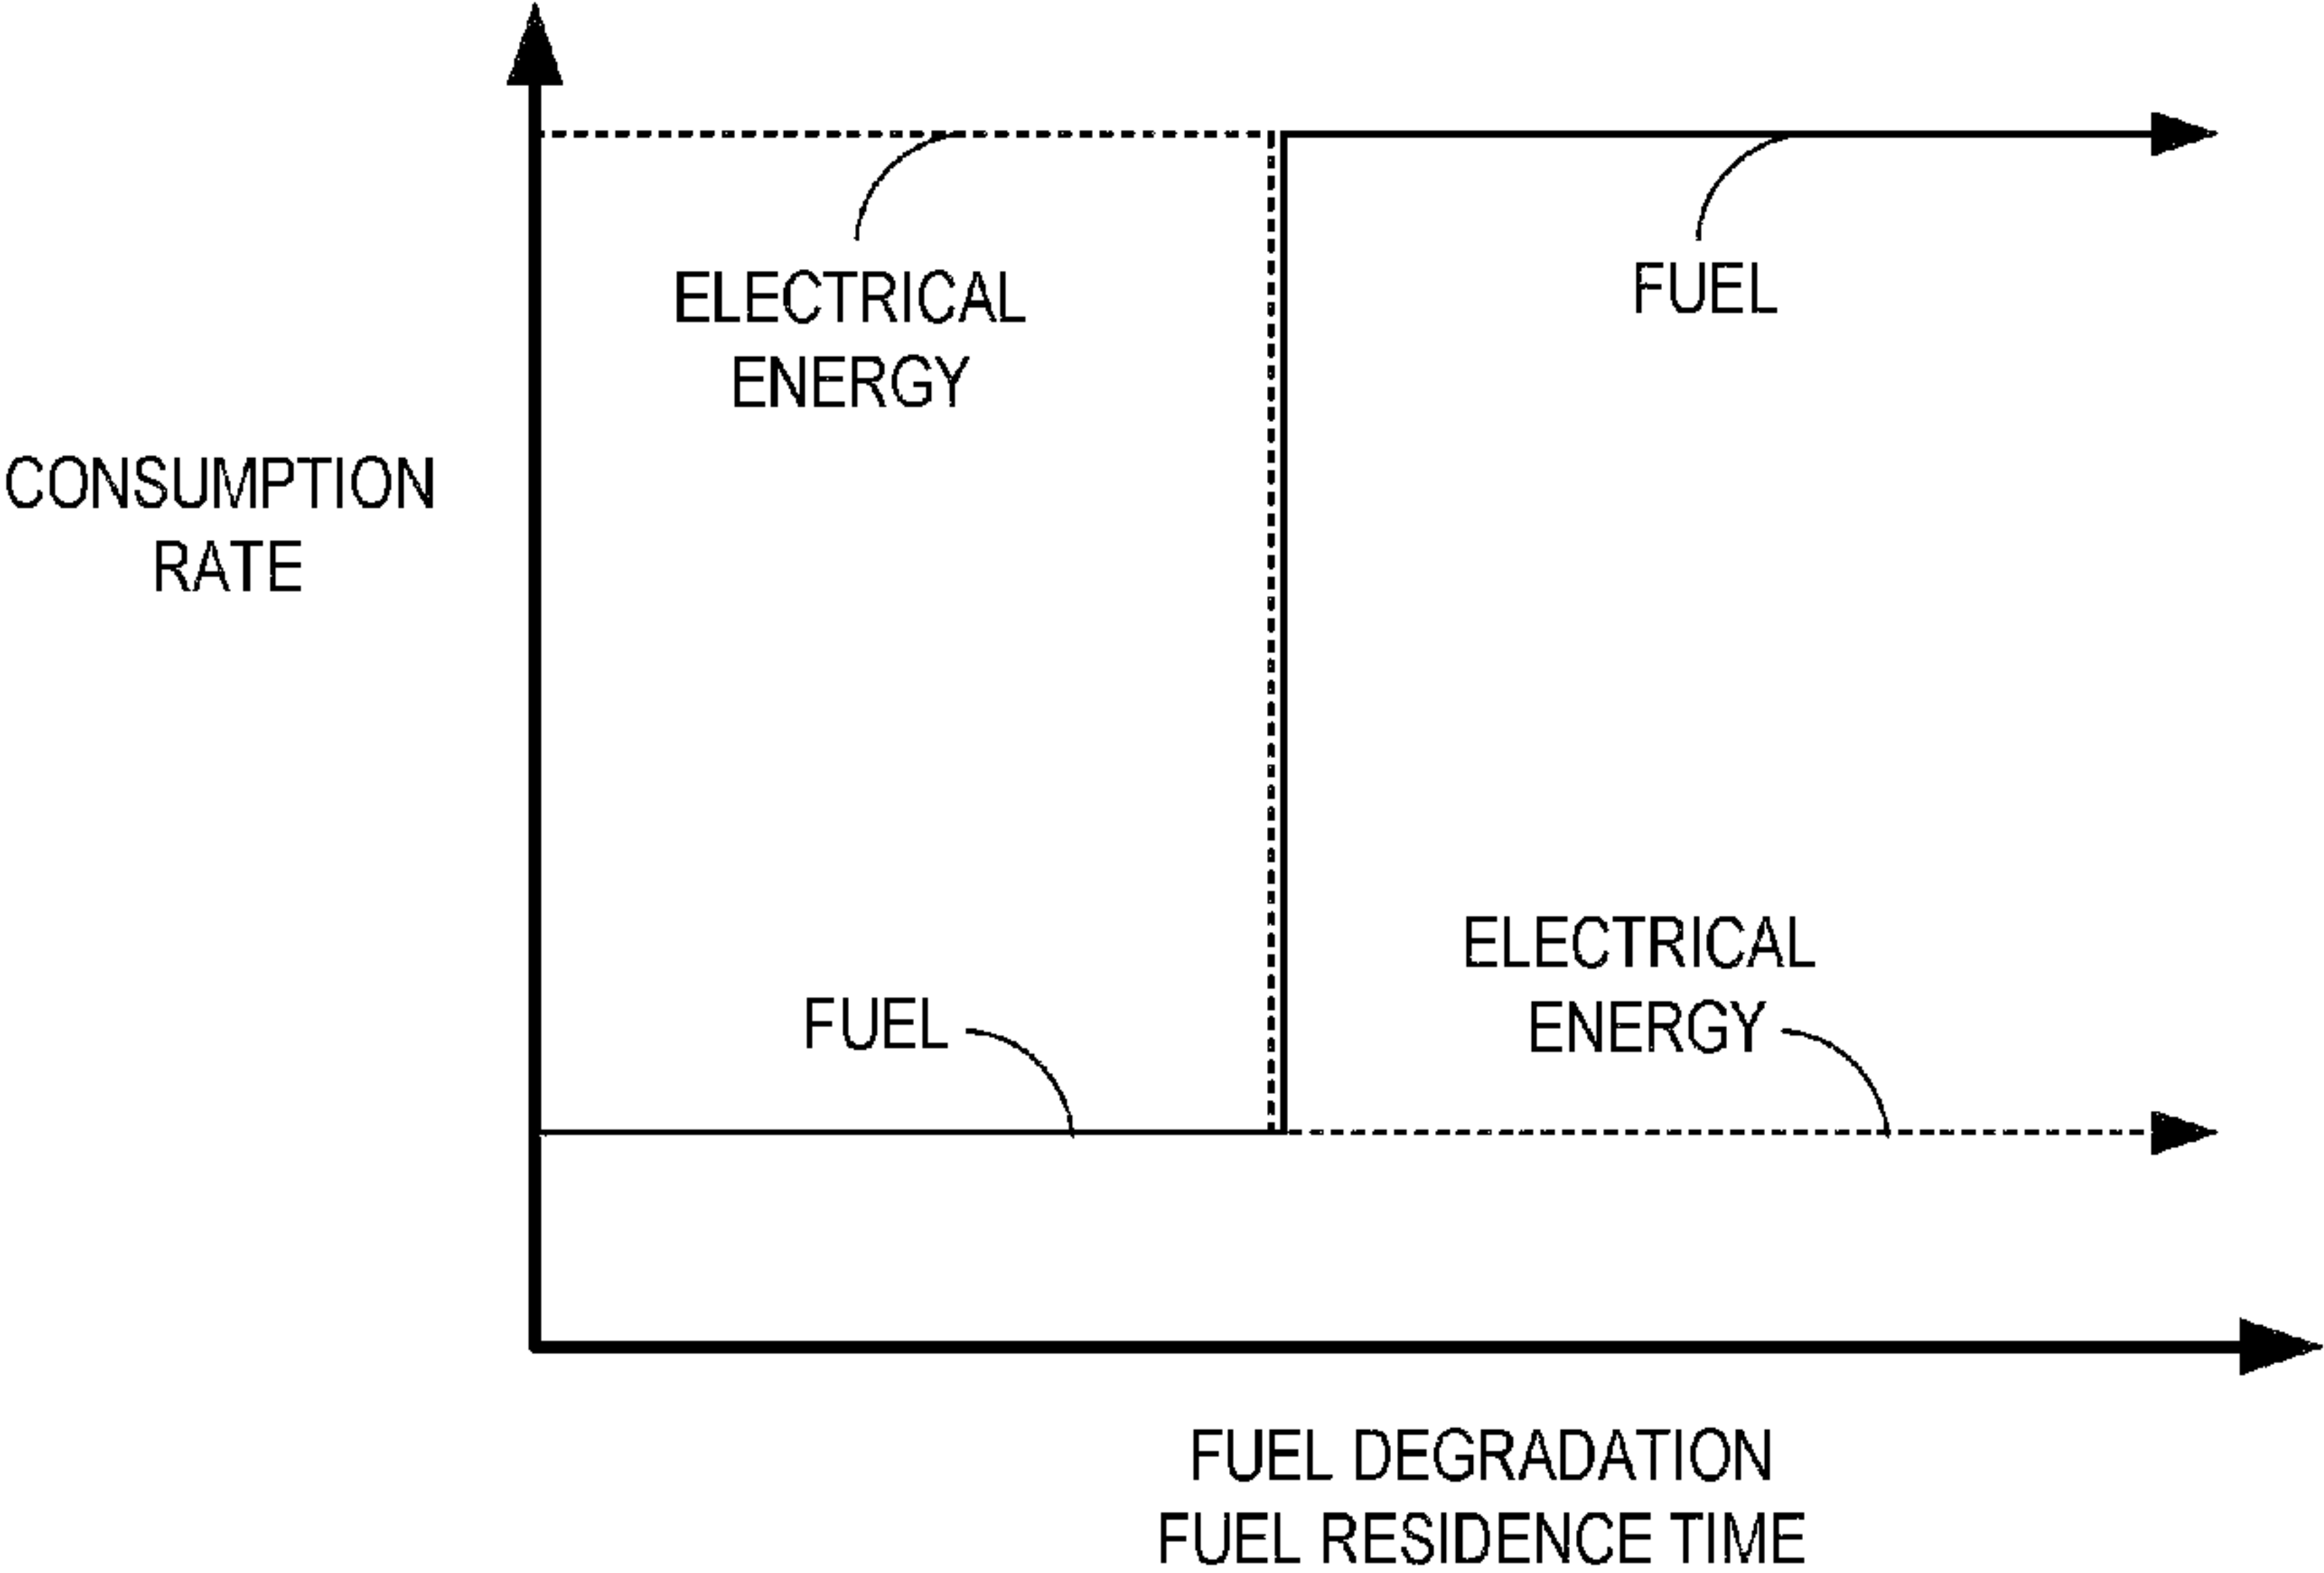 ELECTRICAL
ENERGY
FUEL
CONSUMPTION
RATE
FUEL
ELECTRICAL
ENERGY
FUEL DEGRADATION
FUEL RESIDENCE TIME